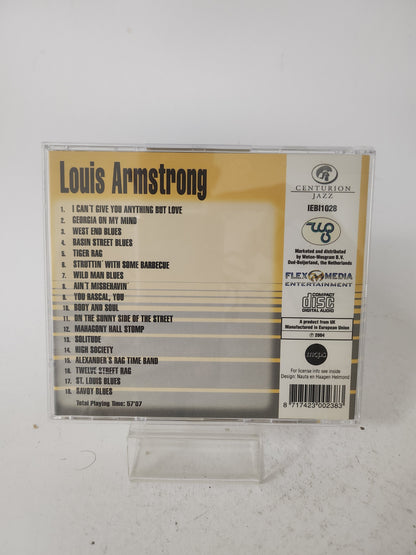 Louis Armstrong
1. I CAN'T GIVE YOU ANYTHING BUT LOVE
2. GEORGIA ON MY MIND
3. WEST END BLUES
4. BASIN STREET BLUES
5. TIGER RAG
6. STRUTTIN' WITH SOME BARBECUE
7. WILD MAN BLUES
8. AIN'T MISBEHAVIN'
9. YOU RASCAL, YOU
10. BODY AND SOUL
11. ON THE SUNNY SIDE OF THE STREET
12. MAHAGONY HALL STOMP
13. SOLITUDE
14. HIGH SOCIETY
15. ALEXANDER'S RAG TIME BAND
16. TWELVE STREET RAG
17. ST. LOUIS BLUES
18. SAVOY BLUES
Total Playing Time: 57'07
CENTURION
JAZZ
IEBI1028
Marketed and distributed
by Weton-Wesgram B.V.
Oud-Beijerland, the Netherlands
FLEX MEDIA
ENTERTAINMENT
COMPACT
disc
DIGITAL AUDIO
A product from UK
Manufactured in European Union
℗ 2004
mcps
For license info see inside
Design: Nauta en Haagen Helmond
8 717423 002383